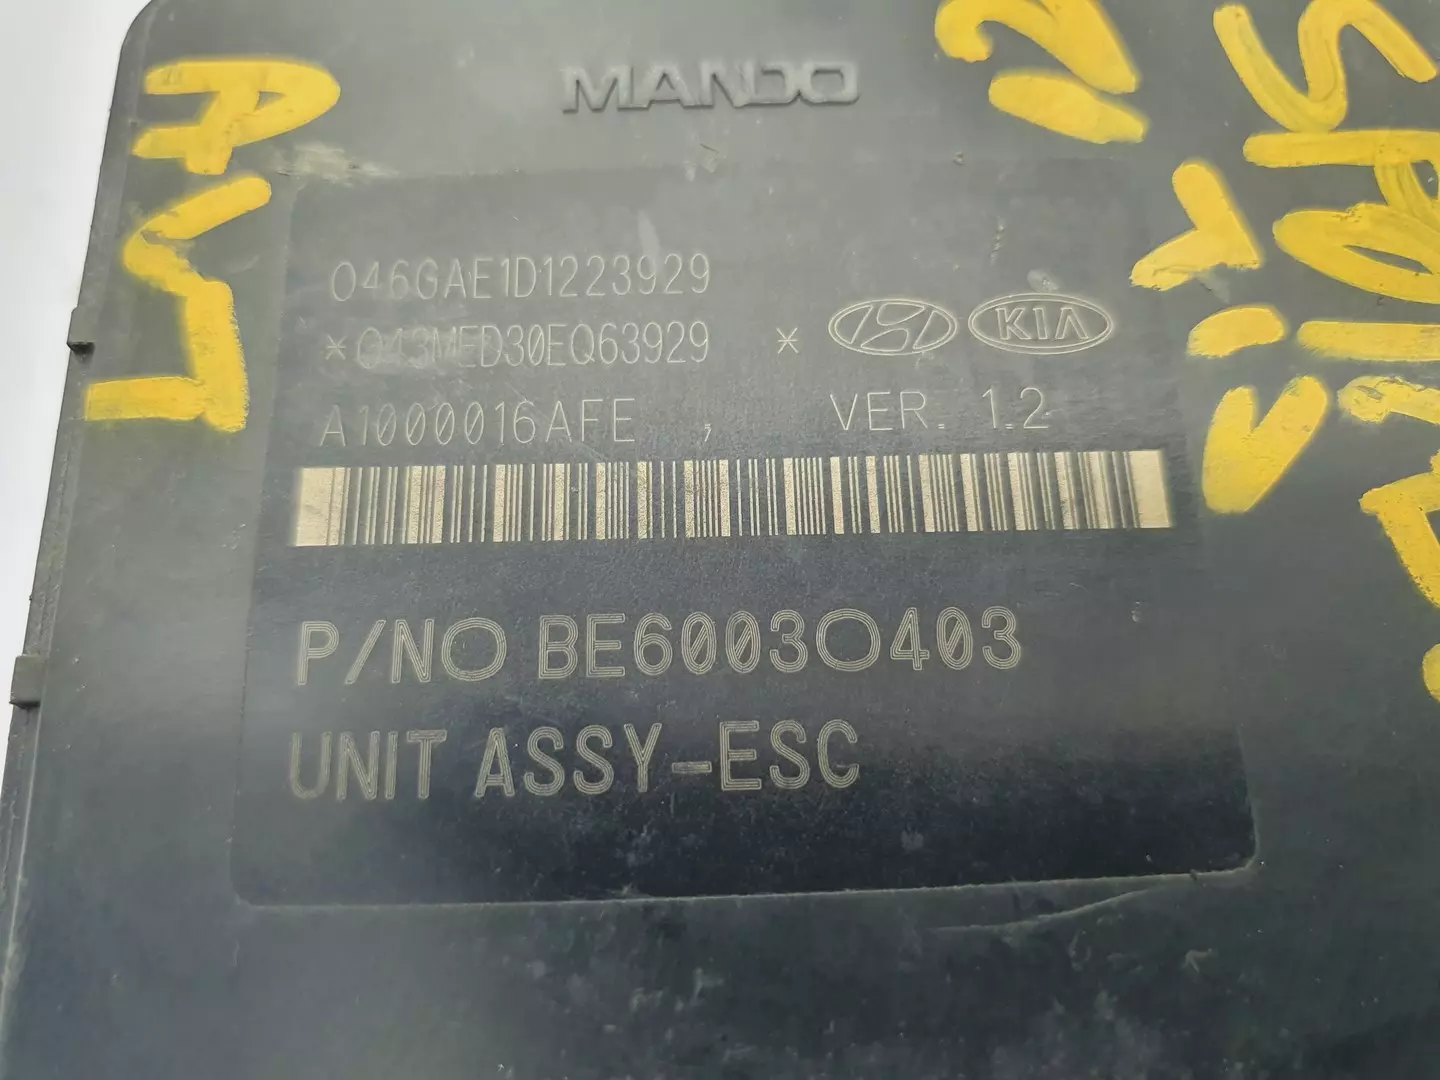 MANDO
046GAE1D1223929
*043MED30EQ63929 *
KIA
A1000016AFE , VER. 1.2
P/NO BE60030403
UNIT ASSY-ESC